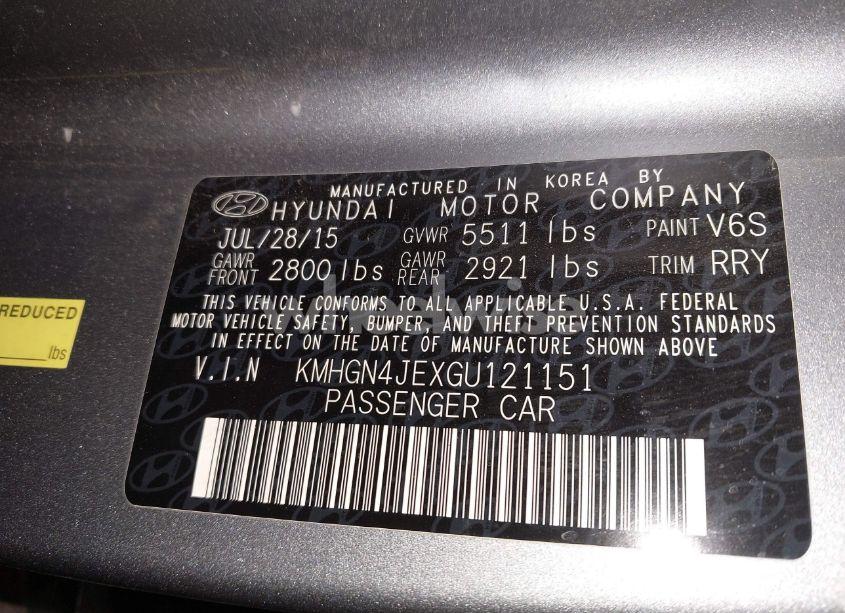 MANUFACTURED IN KOREA BY
HYUNDAI MOTOR COMPANY
JUL/28/15 GVWR 5511 lbs PAINT V6S
GAWR FRONT 2800 lbs GAWR REAR 2921 lbs TRIM RRY
THIS VEHICLE CONFORMS TO ALL APPLICABLE U.S.A. FEDERAL
MOTOR VEHICLE SAFETY, BUMPER, AND THEFT PREVENTION STANDARDS
IN EFFECT ON THE DATE OF MANUFACTURE SHOWN ABOVE
V.I.N KMHGN4JEXGU121151
PASSENGER CAR
REDUCED
lbs